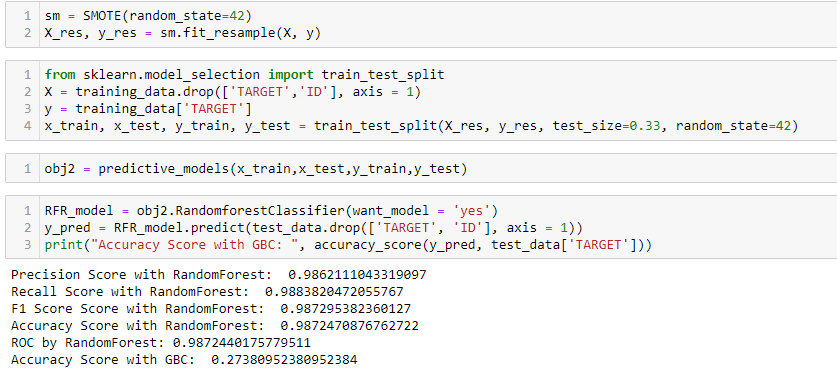 1 sm = SMOTE(random_state=42)
2 X_res, y_res = sm.fit_resample(X, y)
1 from sklearn.model_selection import train_test_split
2 X = training_data.drop(['TARGET','ID'], axis = 1)
3 y = training_data['TARGET']
4 x_train, x_test, y_train, y_test = train_test_split(X_res, y_res, test_size=0.33, random_state=42)
1 obj2 = predictive_models(x_train,x_test,y_train,y_test)
1 RFR_model = obj2.RandomforestClassifier(want_model = 'yes')
2 y_pred = RFR_model.predict(test_data.drop(['TARGET', 'ID'], axis = 1))
3 print("Accuracy Score with GBC: ", accuracy_score(y_pred, test_data['TARGET']))
Precision Score with RandomForest:  0.9862111043319097
Recall Score with RandomForest:  0.9883820472055767
F1 Score Score with RandomForest:  0.987295382360127
Accuracy Score with RandomForest:  0.9872470876762722
ROC by RandomForest: 0.9872440175779511
Accuracy Score with GBC:  0.27380952380952384